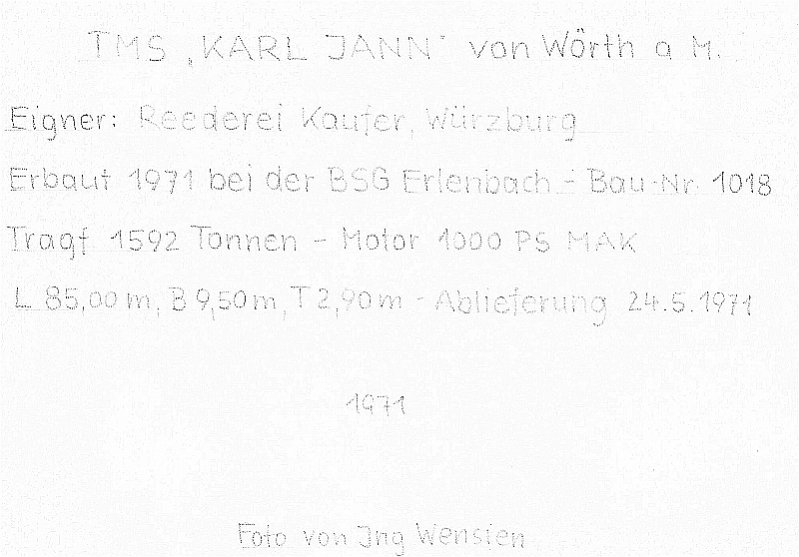 TMS „KARL JANN" von Wörth a M.
Eigner: Reederei Kaufer, Würzburg
Erbaut 1971 bei der BSG Erlenbach - Bau-Nr. 1018
Tragf 1592 Tonnen - Motor 1000 PS MAK
L 85,00 m, B 9,50 m, T 2,90 m - Ablieferung 24.5.1971
1971
Foto von Jng Wensien